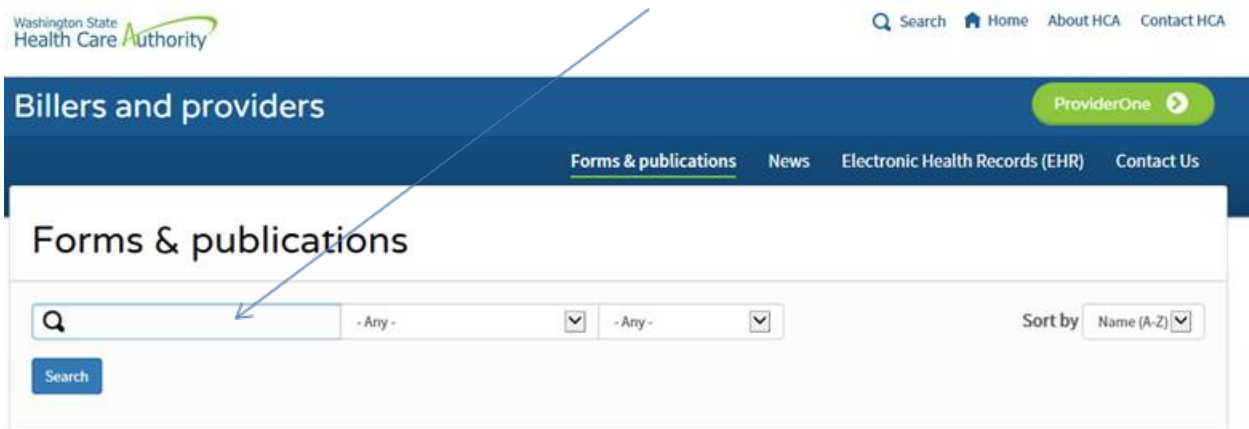 Washington State
Health Care Authority
Search Home About HCA Contact HCA
Billers and providers
ProviderOne
Forms & publications News Electronic Health Records (EHR) Contact Us
Forms & publications
- Any - - Any - Sort by Name (A-Z)
Search